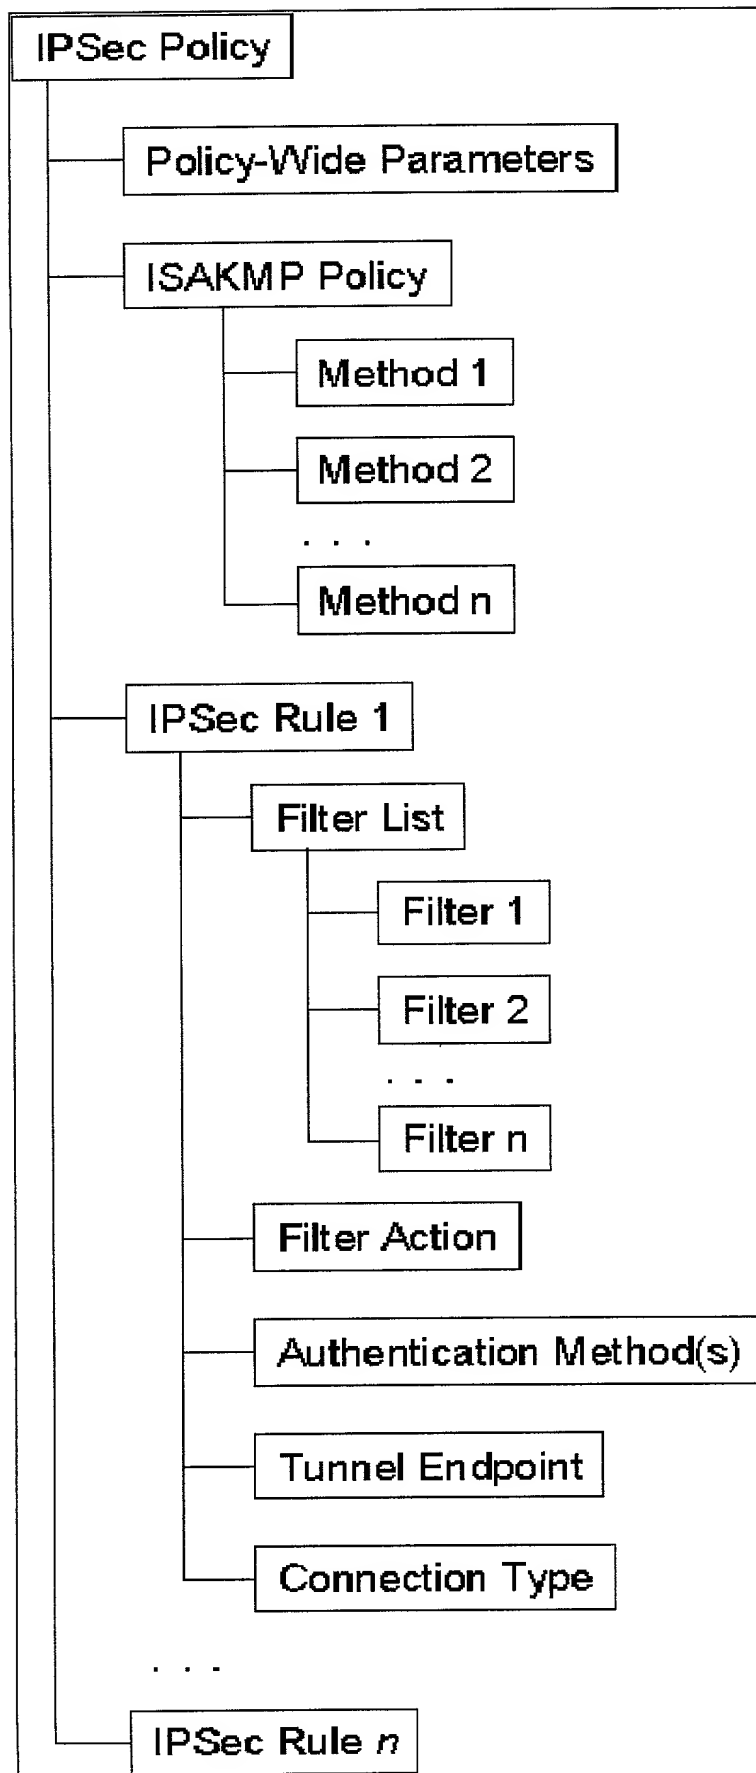 IPSec Policy
Policy-Wide Parameters
ISAKMP Policy
Method 1
Method 2
. . .
Method n
IPSec Rule 1
Filter List
Filter 1
Filter 2
. . .
Filter n
Filter Action
Authentication Method(s)
Tunnel Endpoint
Connection Type
. . .
IPSec Rule n